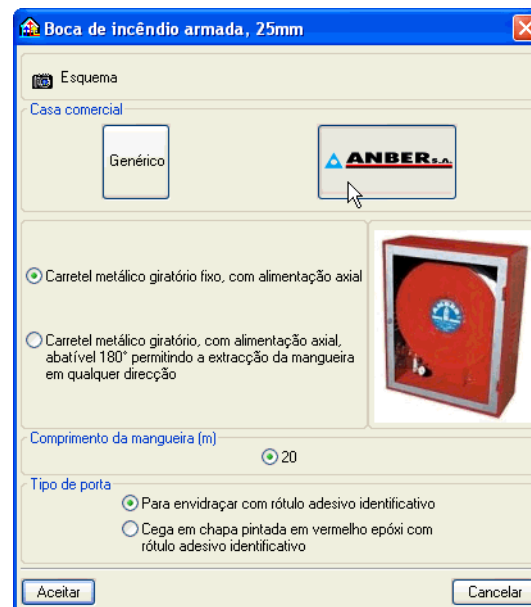 Boca de incêndio armada, 25mm
Esquema
Casa comercial
Genérico
ANBER S.A.
Carretel metálico giratório fixo, com alimentação axial
Carretel metálico giratório, com alimentação axial,
abatível 180° permitindo a extracção da mangueira
em qualquer direcção
ANBER
Comprimento da mangueira (m)
20
Tipo de porta
Para envidraçar com rótulo adesivo identificativo
Cega em chapa pintada em vermelho epóxi com
rótulo adesivo identificativo
Aceitar
Cancelar